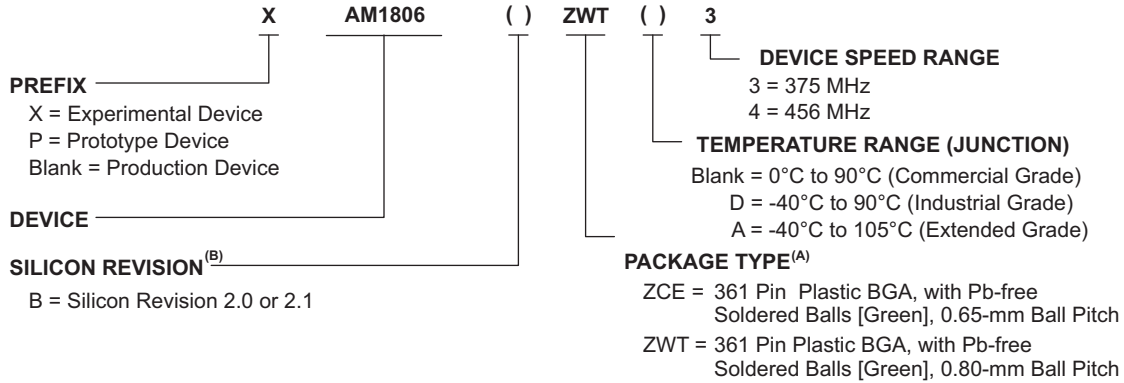 X AM1806 ( ) ZWT ( ) 3
PREFIX
X = Experimental Device
P = Prototype Device
Blank = Production Device
DEVICE
SILICON REVISION(B)
B = Silicon Revision 2.0 or 2.1
DEVICE SPEED RANGE
3 = 375 MHz
4 = 456 MHz
TEMPERATURE RANGE (JUNCTION)
Blank = 0°C to 90°C (Commercial Grade)
D = -40°C to 90°C (Industrial Grade)
A = -40°C to 105°C (Extended Grade)
PACKAGE TYPE(A)
ZCE = 361 Pin Plastic BGA, with Pb-free
Soldered Balls [Green], 0.65-mm Ball Pitch
ZWT = 361 Pin Plastic BGA, with Pb-free
Soldered Balls [Green], 0.80-mm Ball Pitch